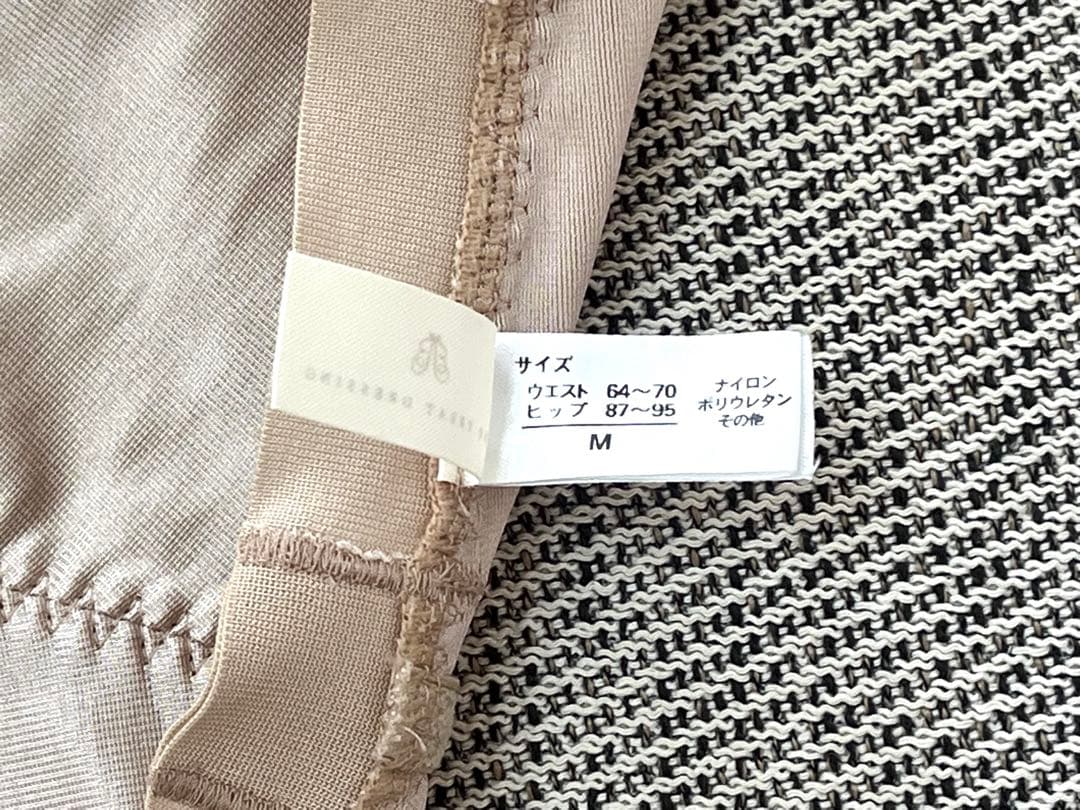 サイズ
ウエスト 64〜70
ヒップ 87〜95
M
ナイロン
ポリウレタン
その他
DRESSING